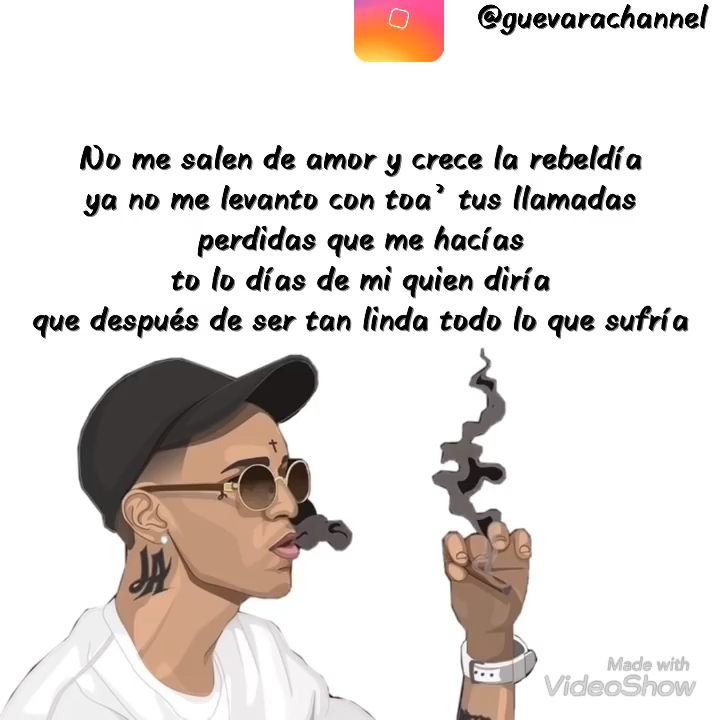 @guevarachannel
No me salen de amor y crece la rebeldía
ya no me levanto con toa' tus llamadas
perdidas que me hacías
to lo días de mi quien diría
que después de ser tan linda todo lo que sufría
JA
Made with
VideoShow